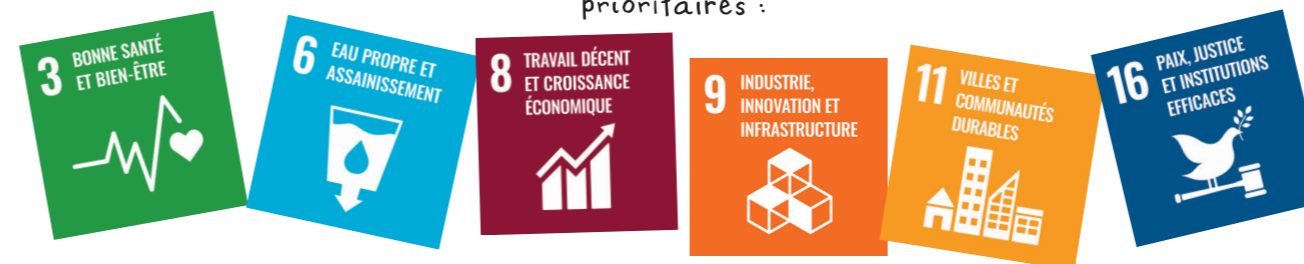 prioritaires :
3 BONNE SANTÉ
ET BIEN-ÊTRE
6 EAU PROPRE ET
ASSAINISSEMENT
8 TRAVAIL DÉCENT
ET CROISSANCE
ÉCONOMIQUE
9 INDUSTRIE,
INNOVATION ET
INFRASTRUCTURE
11 VILLES ET
COMMUNAUTÉS
DURABLES
16 PAIX, JUSTICE
ET INSTITUTIONS
EFFICACES